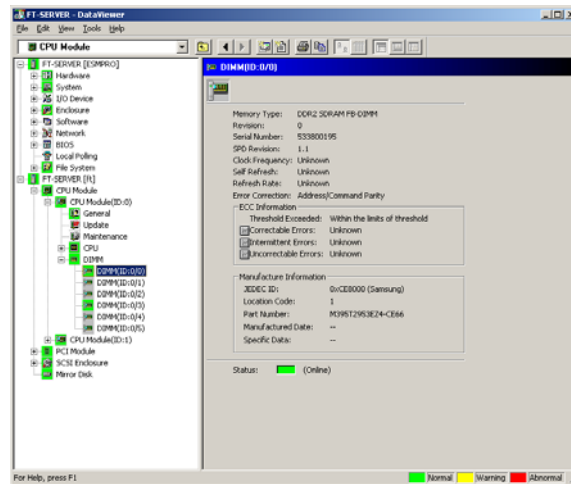 FT-SERVER - DataViewer
File Edit View Tools Help
CPU Module
FT-SERVER [ESMPRO]
Hardware
System
I/O Device
Enclosure
Software
Network
BIOS
Local Polling
File System
FT-SERVER [ft]
CPU Module
CPU Module(ID:0)
General
Update
Maintenance
CPU
DIMM
DIMM(ID:0/0)
DIMM(ID:0/1)
DIMM(ID:0/2)
DIMM(ID:0/3)
DIMM(ID:0/4)
DIMM(ID:0/5)
CPU Module(ID:1)
PCI Module
SCSI Enclosure
Mirror Disk
DIMM(ID:0/0)
Memory Type: DDR2 SDRAM FB-DIMM
Revision: 0
Serial Number: 533800195
SPD Revision: 1.1
Clock Frequency: Unknown
Self Refresh: Unknown
Refresh Rate: Unknown
Error Correction: Address/Command Parity
ECC Information
Threshold Exceeded: Within the limits of threshold
Correctable Errors: Unknown
Intermittent Errors: Unknown
Uncorrectable Errors: Unknown
Manufacture Information
JEDEC ID: 0xCE8000 (Samsung)
Location Code: 1
Part Number: M395T2953EZ4-CE66
Manufactured Date: --
Specific Data: --
Status: (Online)
For Help, press F1
Normal Warning Abnormal